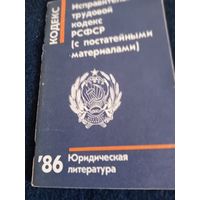 КОДЕКС
Исправительно
трудовой
кодекс
РСФСР
(с постатейными
материалами)
'86
Юридическая
литература